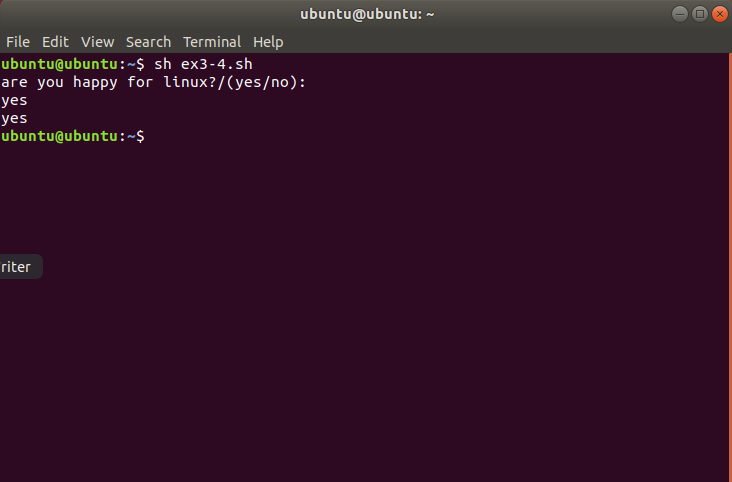 ubuntu@ubuntu: ~
File Edit View Search Terminal Help
ubuntu@ubuntu:~$ sh ex3-4.sh
are you happy for linux?/(yes/no):
yes
yes
ubuntu@ubuntu:~$
riter